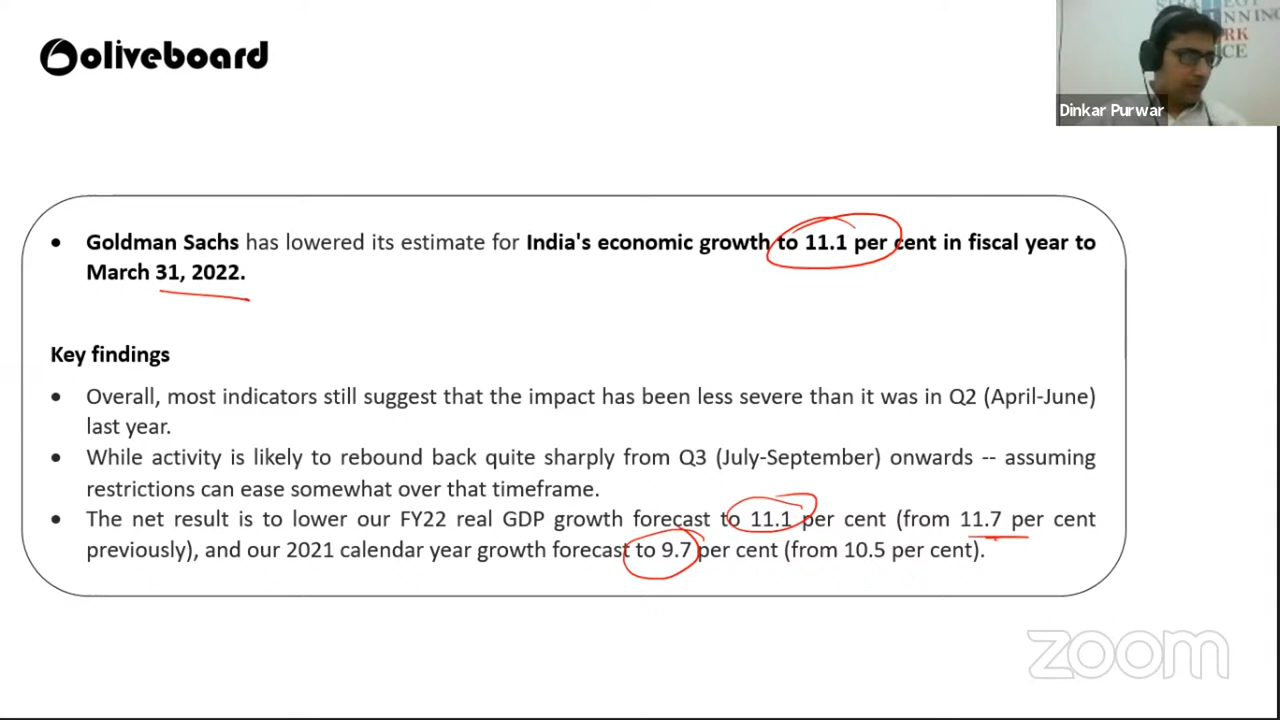 oliveboard
Dinkar Purwar
• Goldman Sachs has lowered its estimate for India's economic growth to 11.1 per cent in fiscal year to
March 31, 2022.
Key findings
• Overall, most indicators still suggest that the impact has been less severe than it was in Q2 (April-June)
last year.
• While activity is likely to rebound back quite sharply from Q3 (July-September) onwards -- assuming
restrictions can ease somewhat over that timeframe.
• The net result is to lower our FY22 real GDP growth forecast to 11.1 per cent (from 11.7 per cent
previously), and our 2021 calendar year growth forecast to 9.7 per cent (from 10.5 per cent).
zoom